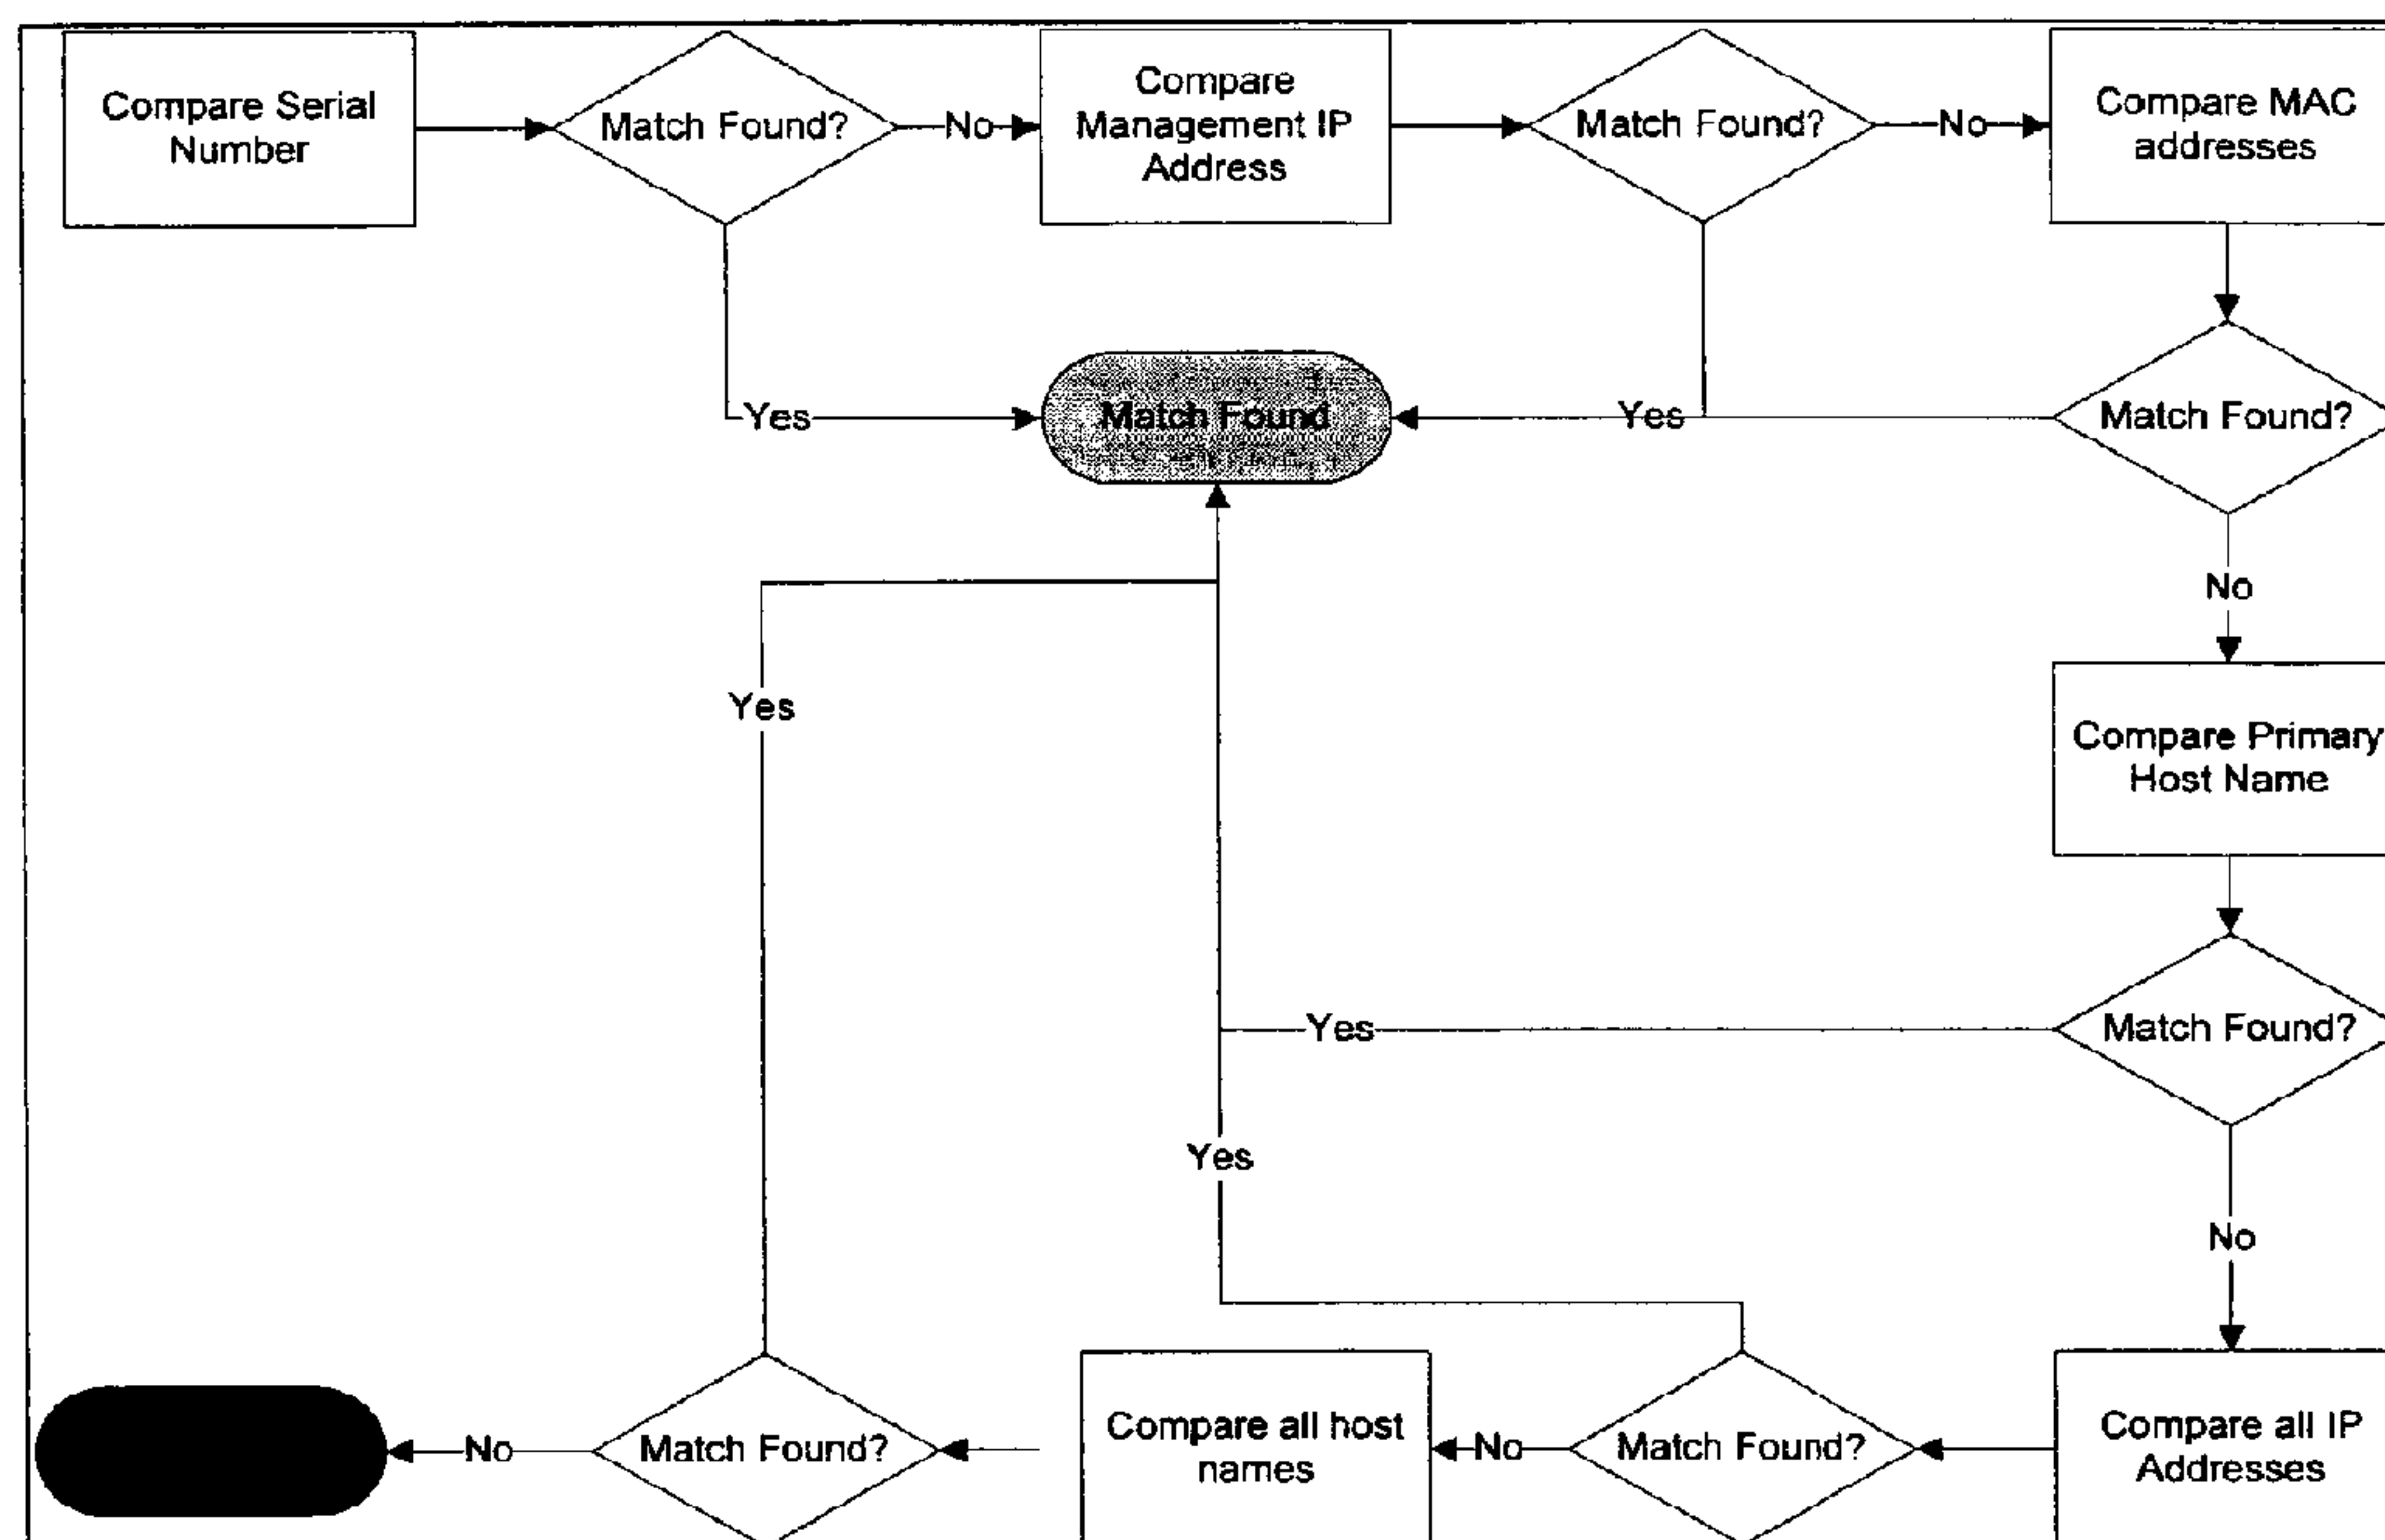 Compare Serial
Number
Match Found?
No
Compare
Management IP
Address
Match Found?
No
Compare MAC
addresses
Yes
Match Found
Yes
Match Found?
No
Yes
Compare Primary
Host Name
Yes
Match Found?
Yes
No
No
Match Found?
Compare all host
names
No
Match Found?
Compare all IP
Addresses